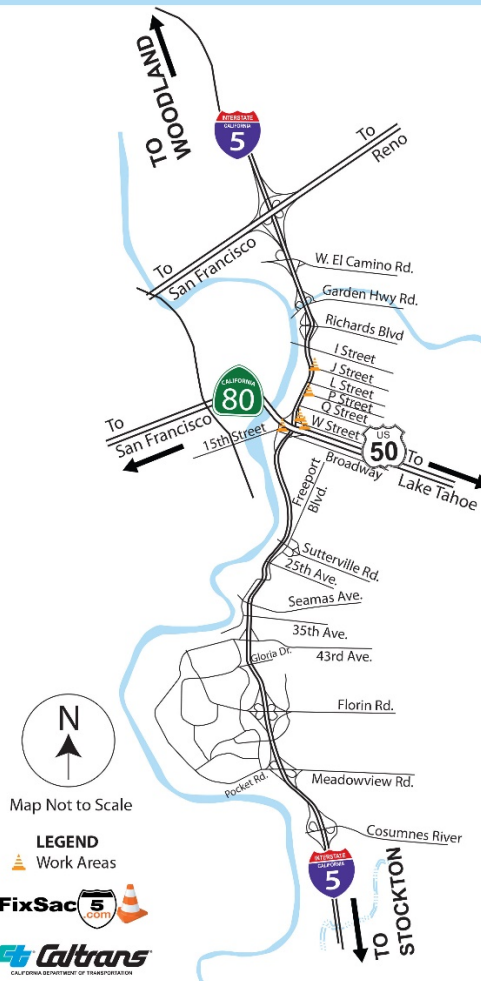 TO
WOODLAND
INTERSTATE
CALIFORNIA
5
To
Reno
To
San Francisco
W. El Camino Rd.
Garden Hwy Rd.
Richards Blvd
I Street
J Street
L Street
P Street
Q Street
W Street
CALIFORNIA
80
15th Street
To
San Francisco
US
50
To
Lake Tahoe
Broadway
Freeport
Blvd.
Sutterville Rd.
25th Ave.
Seamas Ave.
35th Ave.
43rd Ave.
Gloria Dr.
Florin Rd.
Pocket Rd.
Meadowview Rd.
Cosumnes River
INTERSTATE
CALIFORNIA
5
TO
STOCKTON
N
Map Not to Scale
LEGEND
Work Areas
FixSac 5
.com
ct Caltrans
CALIFORNIA DEPARTMENT OF TRANSPORTATION